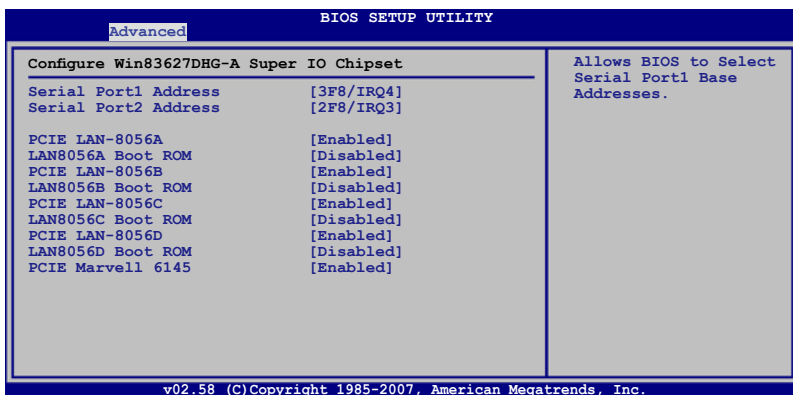 BIOS SETUP UTILITY
Advanced
Configure Win83627DHG-A Super IO Chipset
Serial Port1 Address [3F8/IRQ4]
Serial Port2 Address [2F8/IRQ3]
PCIE LAN-8056A [Enabled]
LAN8056A Boot ROM [Disabled]
PCIE LAN-8056B [Enabled]
LAN8056B Boot ROM [Disabled]
PCIE LAN-8056C [Enabled]
LAN8056C Boot ROM [Disabled]
PCIE LAN-8056D [Enabled]
LAN8056D Boot ROM [Disabled]
PCIE Marvell 6145 [Enabled]
Allows BIOS to Select
Serial Port1 Base
Addresses.
v02.58 (C)Copyright 1985-2007, American Megatrends, Inc.